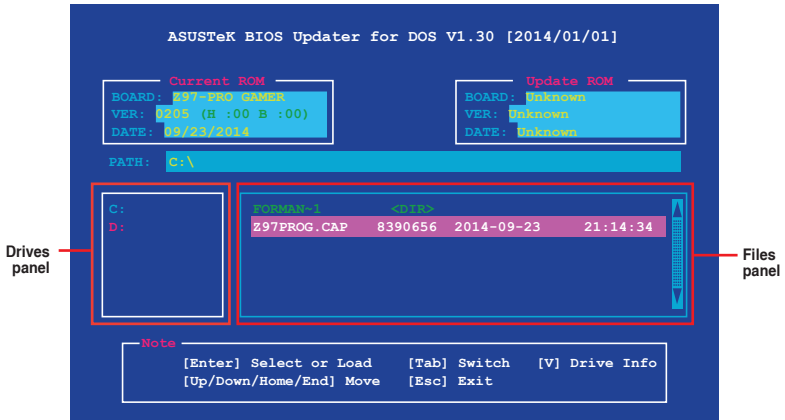 ASUSTeK BIOS Updater for DOS V1.30 [2014/01/01]
Current ROM
BOARD: Z97-PRO GAMER
VER: 0205 (H :00 B :00)
DATE: 09/23/2014
Update ROM
BOARD: Unknown
VER: Unknown
DATE: Unknown
PATH: C:\
C:
D:
FORMAN~1 <DIR>
Z97PROG.CAP 8390656 2014-09-23 21:14:34
Drives
panel
Files
panel
Note
[Enter] Select or Load [Tab] Switch [V] Drive Info
[Up/Down/Home/End] Move [Esc] Exit